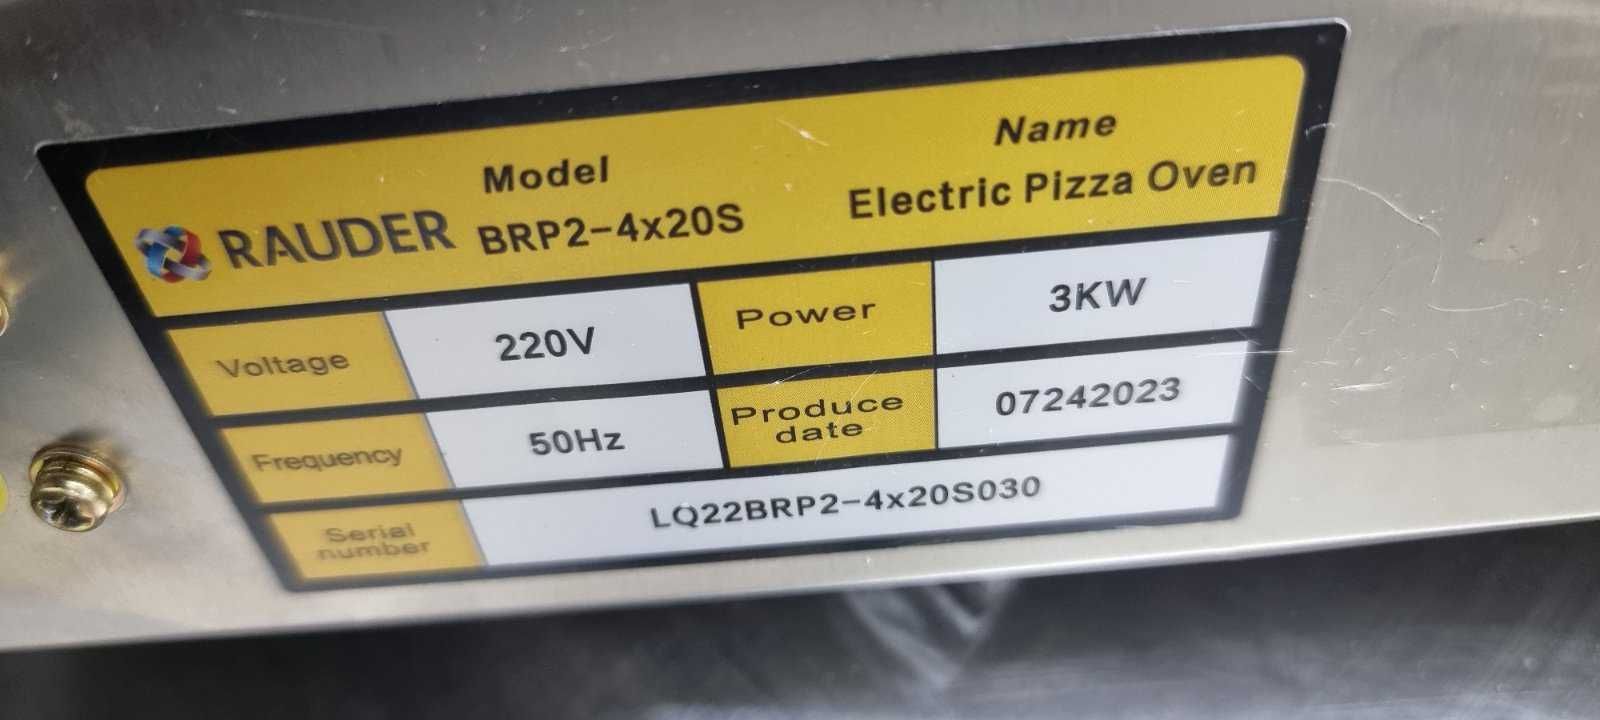 RAUDER
Model
BRP2-4x20S
Name
Electric Pizza Oven
Voltage
220V
Power
3KW
Frequency
50Hz
Produce
date
07242023
Serial
number
LQ22BRP2-4x20S030